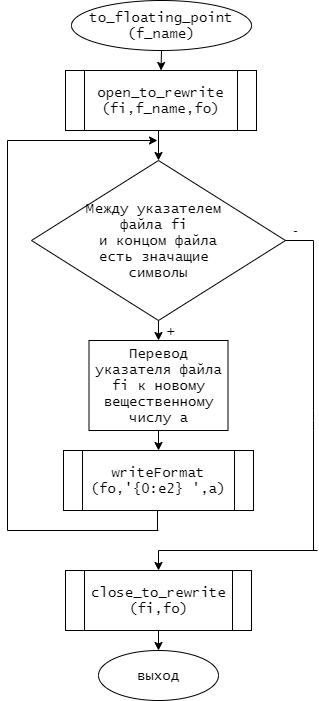 to_floating_point
(f_name)
open_to_rewrite
(fi,f_name,fo)
Между указателем
файла fi
и концом файла
есть значащие
символы
-
+
Перевод
указателя файла
fi к новому
вещественному
числу a
writeFormat
(fo,'{0:e2} ',a)
close_to_rewrite
(fi,fo)
выход